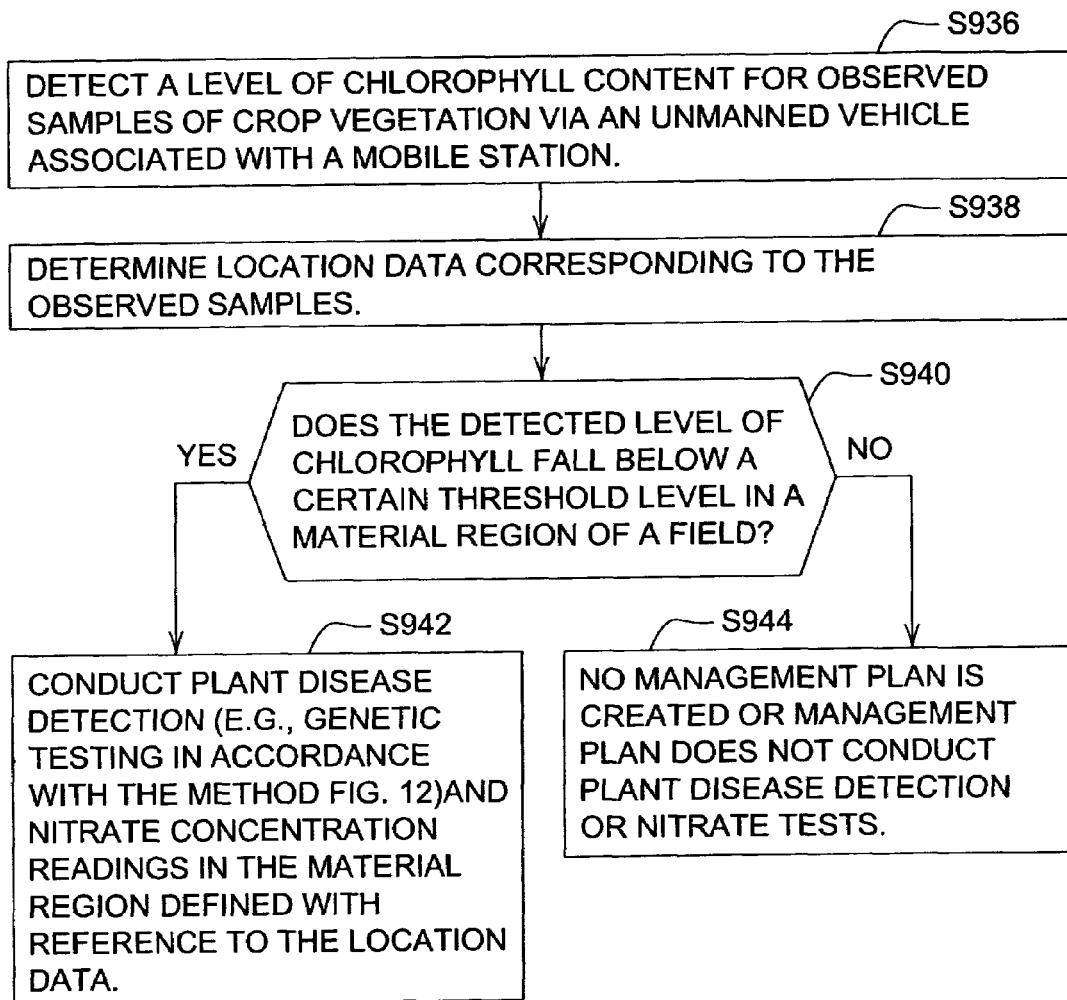 S936
DETECT A LEVEL OF CHLOROPHYLL CONTENT FOR OBSERVED
SAMPLES OF CROP VEGETATION VIA AN UNMANNED VEHICLE
ASSOCIATED WITH A MOBILE STATION.
S938
DETERMINE LOCATION DATA CORRESPONDING TO THE
OBSERVED SAMPLES.
S940
DOES THE DETECTED LEVEL OF
CHLOROPHYLL FALL BELOW A
CERTAIN THRESHOLD LEVEL IN A
MATERIAL REGION OF A FIELD?
YES
NO
S942
CONDUCT PLANT DISEASE
DETECTION (E.G., GENETIC
TESTING IN ACCORDANCE
WITH THE METHOD FIG. 12)AND
NITRATE CONCENTRATION
READINGS IN THE MATERIAL
REGION DEFINED WITH
REFERENCE TO THE LOCATION
DATA.
S944
NO MANAGEMENT PLAN IS
CREATED OR MANAGEMENT
PLAN DOES NOT CONDUCT
PLANT DISEASE DETECTION
OR NITRATE TESTS.